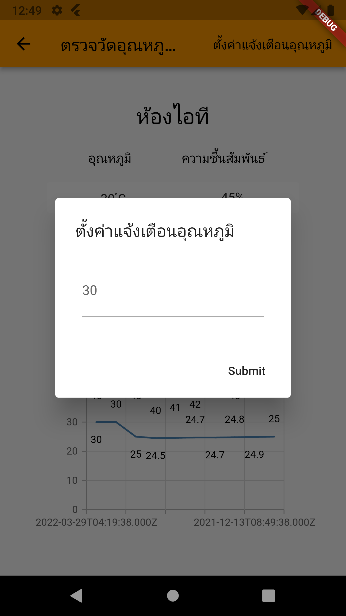 12:49
DEBUG
ตรวจวัดอุณหภู... ตั้งค่าแจ้งเตือนอุณหภูมิ
ห้องไอที
อุณหภูมิ ความชื้นสัมพันธ์
ตั้งค่าแจ้งเตือนอุณหภูมิ
30
Submit
30 40 41 42 24.7 24.8 25
30
30 25 24.5 24.7 24.9
20
10
0
2022-03-29T04:19:38.000Z 2021-12-13T08:49:38.000Z